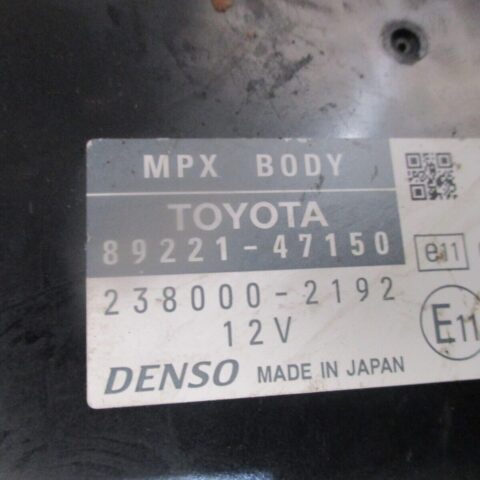 MPX BODY
TOYOTA
89221-47150
e11
238000-2192
12V
E11
DENSO MADE IN JAPAN